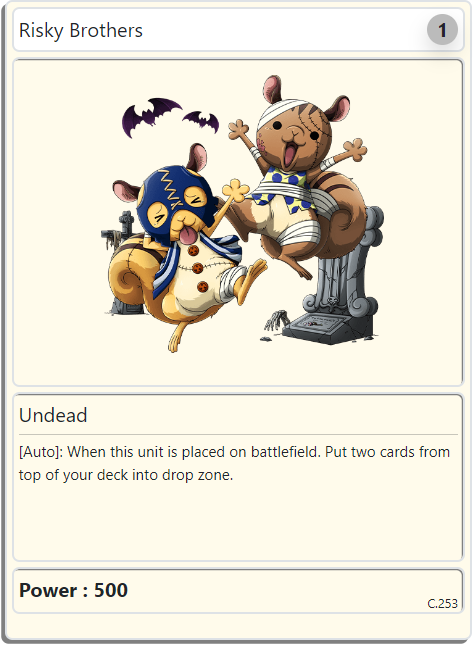 Risky Brothers
1
Undead
[Auto]: When this unit is placed on battlefield. Put two cards from
top of your deck into drop zone.
Power : 500
C.253